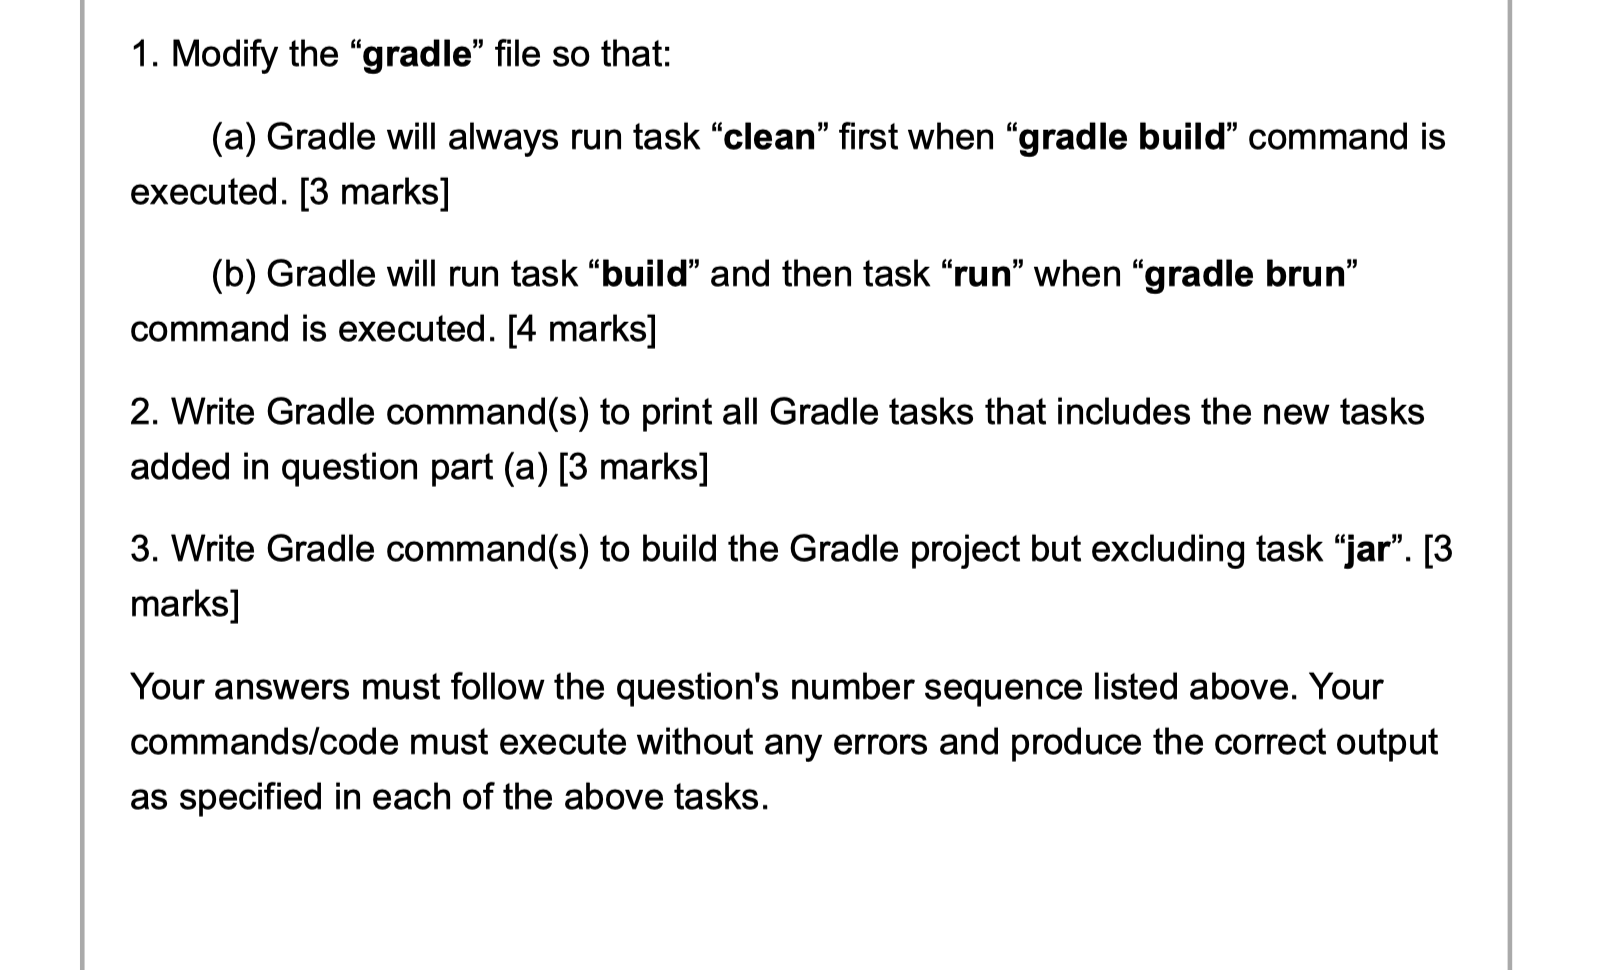 1. Modify the “gradle” file so that:
(a) Gradle will always run task “clean” first when “gradle build” command is
executed. [3 marks]
(b) Gradle will run task “build” and then task “run” when “gradle brun”
command is executed. [4 marks]
2. Write Gradle command(s) to print all Gradle tasks that includes the new tasks
added in question part (a) [3 marks]
3. Write Gradle command(s) to build the Gradle project but excluding task “jar”. [3
marks]
Your answers must follow the question's number sequence listed above. Your
commands/code must execute without any errors and produce the correct output
as specified in each of the above tasks.